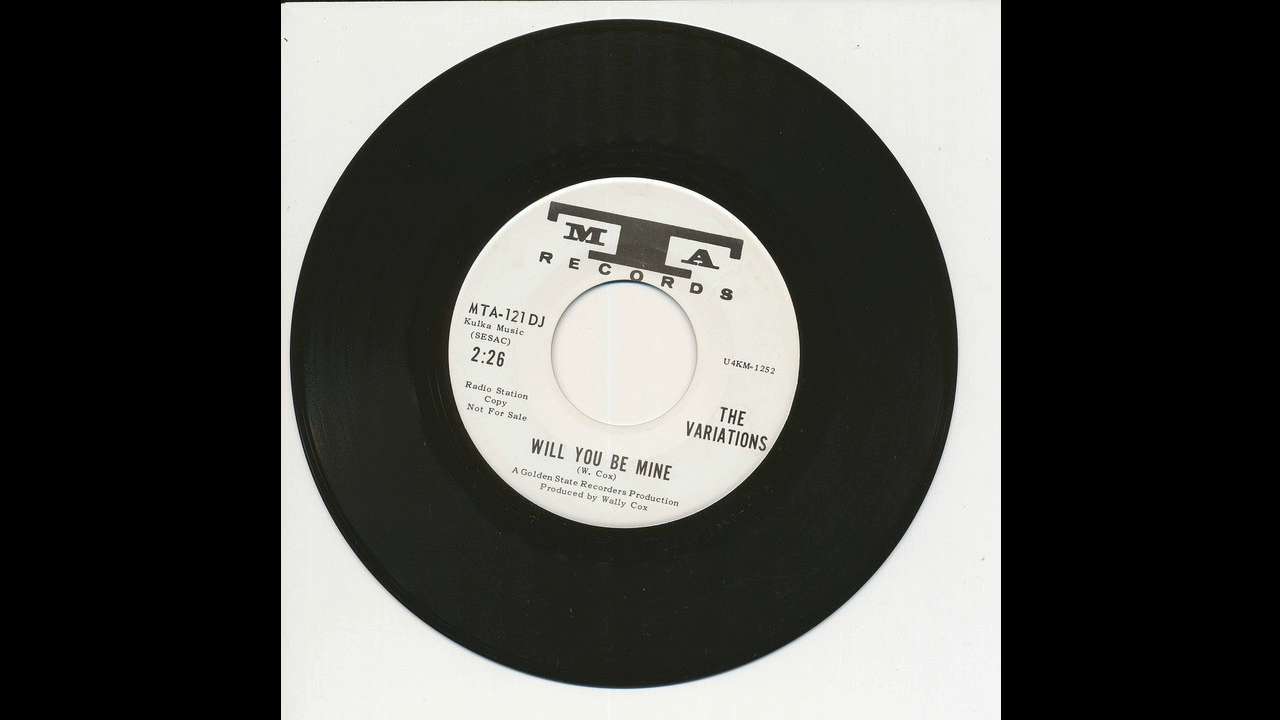 MTA
RECORDS
MTA-121 DJ
Kulka Music
(SESAC)
2:26
U4KM-1252
Radio Station
Copy
Not For Sale
THE
VARIATIONS
WILL YOU BE MINE
(W. Cox)
A Golden State Recorders Production
Produced by Wally Cox